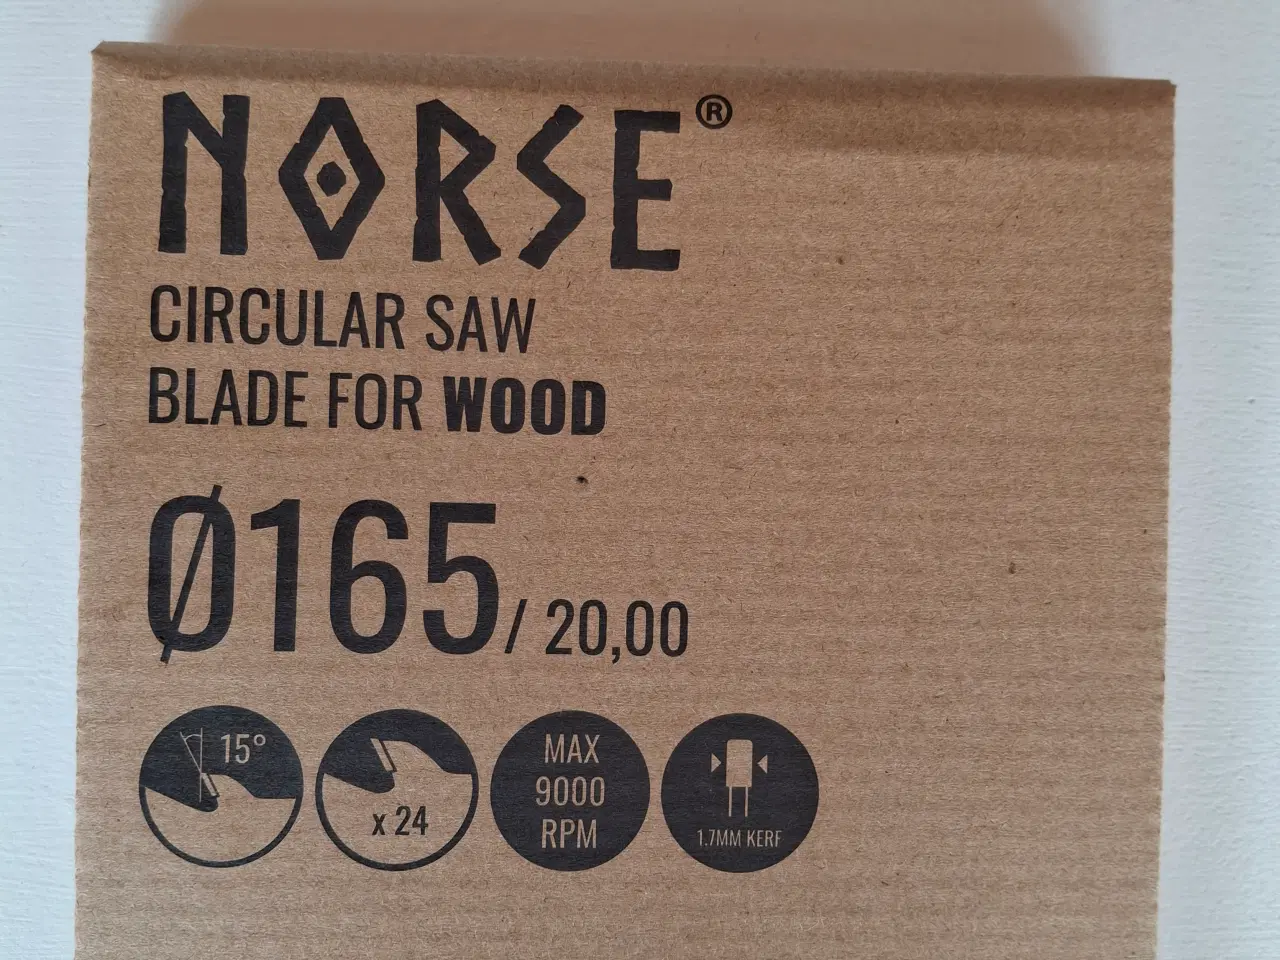 NORSE®
CIRCULAR SAW
BLADE FOR WOOD
Ø165/ 20,00
15°
x 24
MAX
9000
RPM
1.7MM KERF